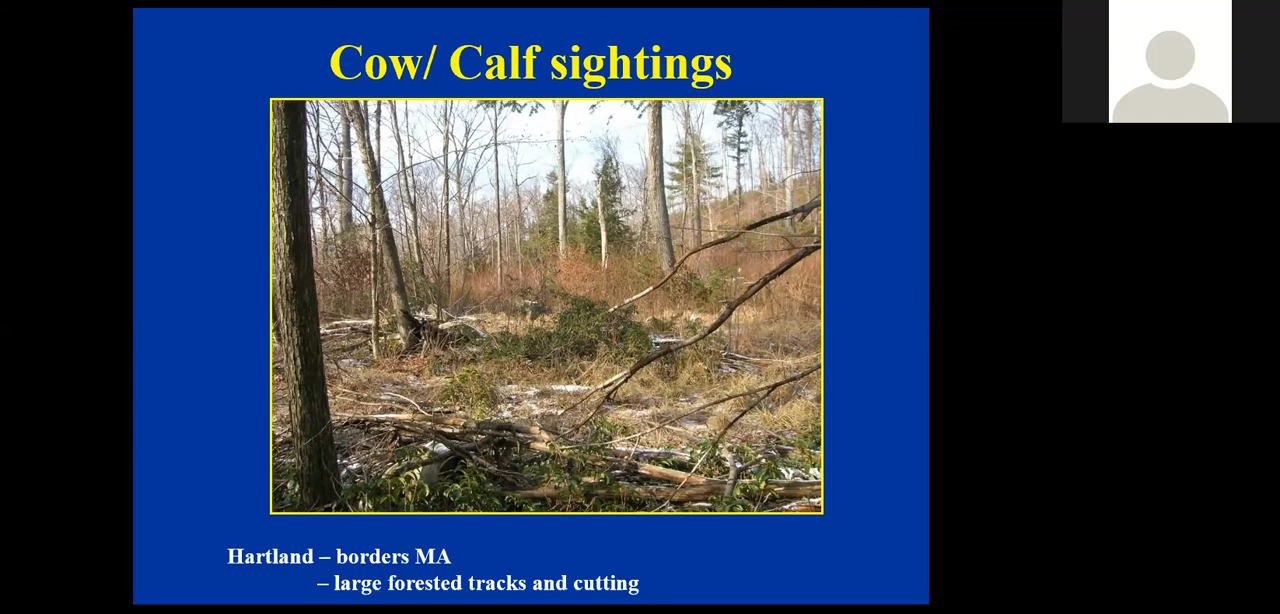 Cow/ Calf sightings
Hartland – borders MA
– large forested tracks and cutting